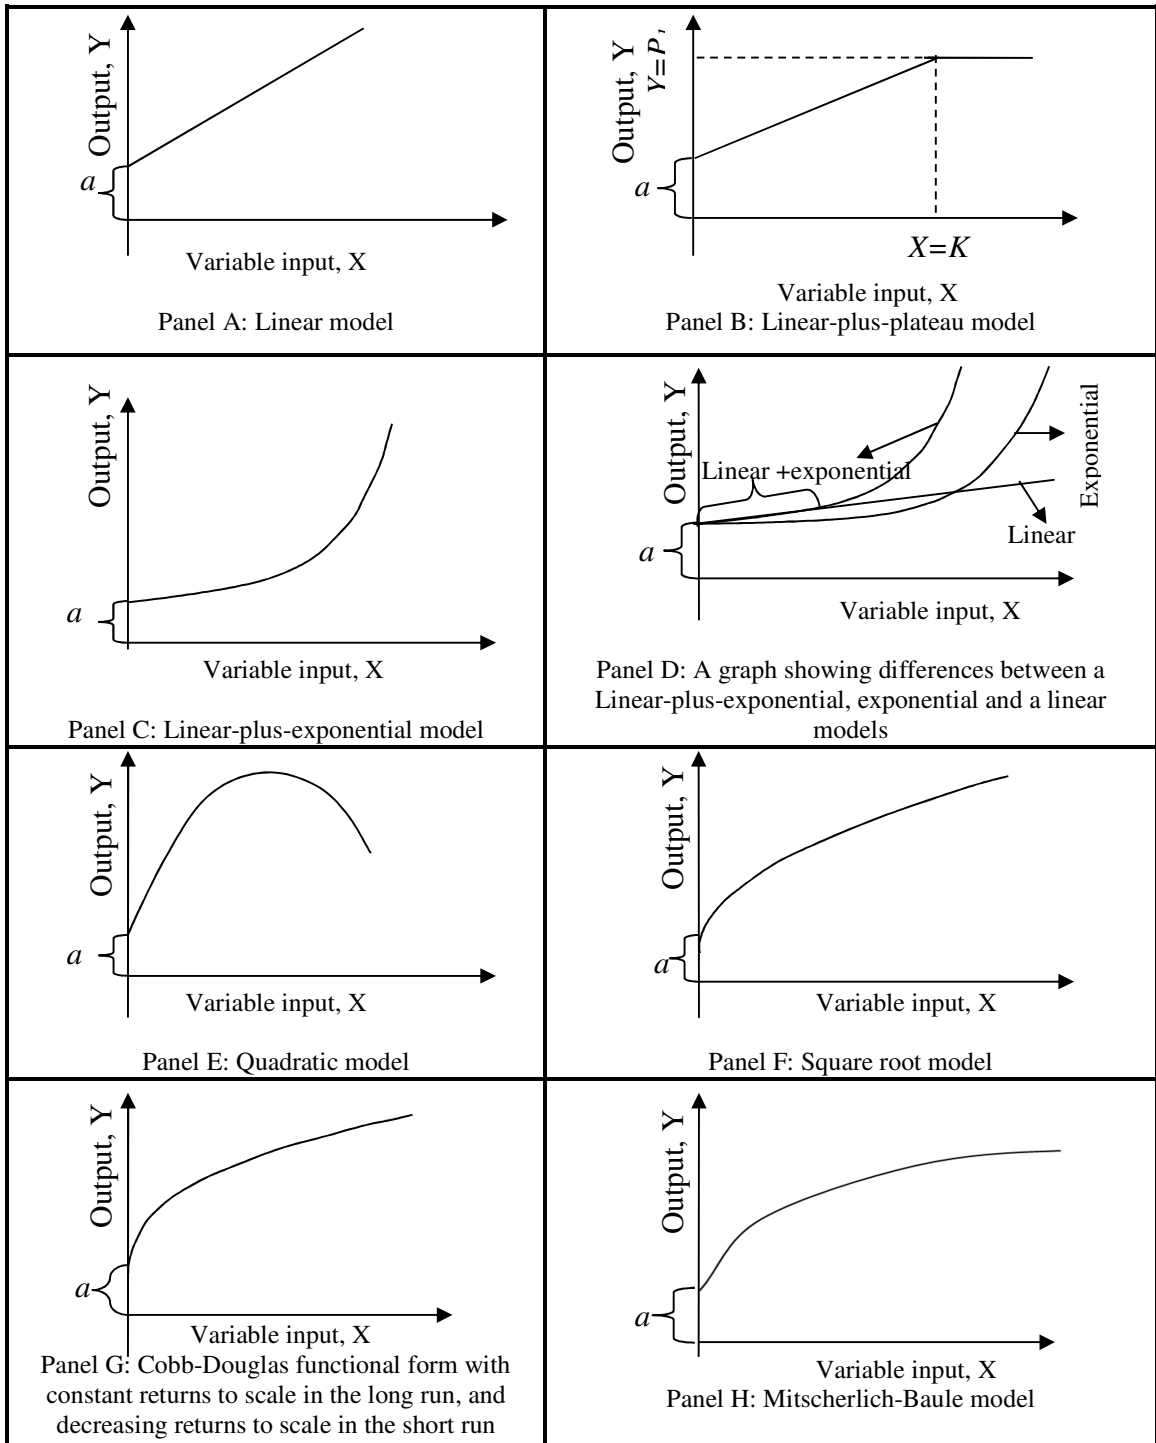 Output, Y
a
Variable input, X
Panel A: Linear model
Output, Y
Y=P,
a
X=K
Variable input, X
Panel B: Linear-plus-plateau model
Output, Y
a
Variable input, X
Panel C: Linear-plus-exponential model
Output, Y
Linear +exponential
Exponential
Linear
a
Variable input, X
Panel D: A graph showing differences between a
Linear-plus-exponential, exponential and a linear
models
Output, Y
a
Variable input, X
Panel E: Quadratic model
Output, Y
a
Variable input, X
Panel F: Square root model
Output, Y
a
Variable input, X
Panel G: Cobb-Douglas functional form with
constant returns to scale in the long run, and
decreasing returns to scale in the short run
Output, Y
a
Variable input, X
Panel H: Mitscherlich-Baule model